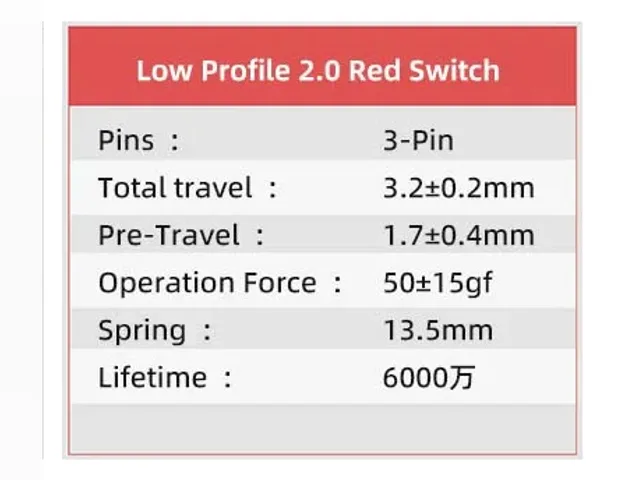 Low Profile 2.0 Red Switch
Pins : 3-Pin
Total travel : 3.2±0.2mm
Pre-Travel : 1.7±0.4mm
Operation Force : 50±15gf
Spring : 13.5mm
Lifetime : 6000万